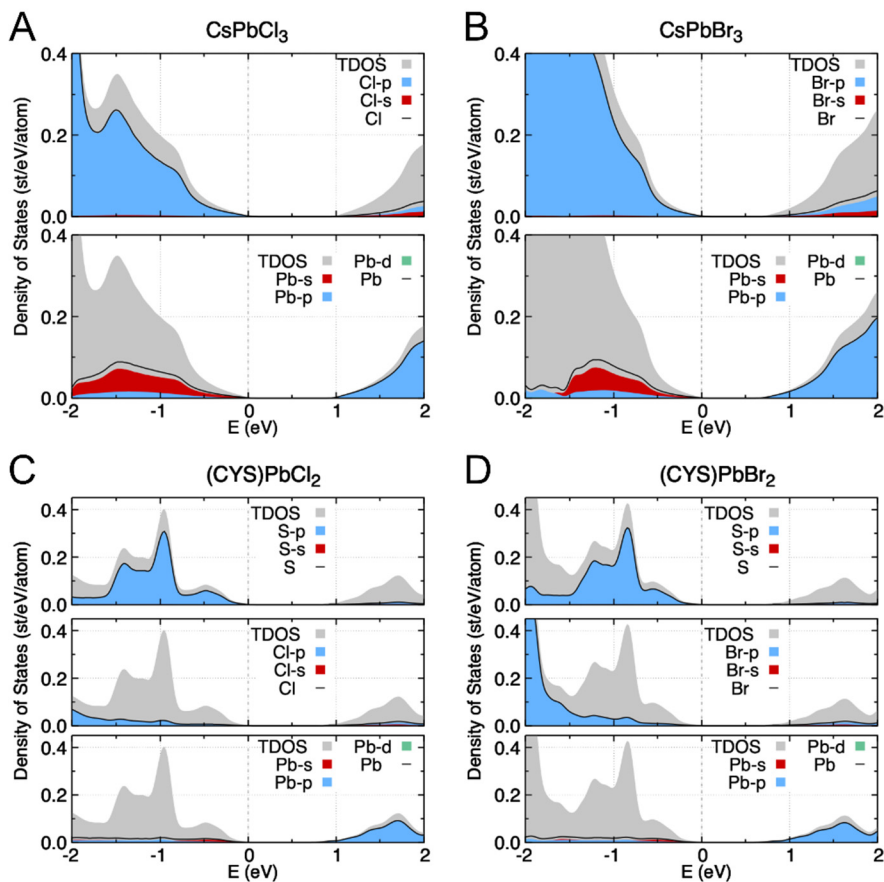 A
CsPbCl3
Density of States (st/eV/atom)
0.4
0.2
0.0
TDOS
Cl-p
Cl-s
Cl
0.4
0.2
0.0
TDOS Pb-d
Pb-s Pb
Pb-p
-2 -1 0 1 2
E (eV)
B
CsPbBr3
Density of States (st/eV/atom)
0.4
0.2
0.0
TDOS
Br-p
Br-s
Br
0.4
0.2
0.0
TDOS Pb-d
Pb-s Pb
Pb-p
-2 -1 0 1 2
E (eV)
C
(CYS)PbCl2
Density of States (st/eV/atom)
0.4
0.2
0.0
TDOS
S-p
S-s
S
0.4
0.2
0.0
TDOS
Cl-p
Cl-s
Cl
0.4
0.2
0.0
TDOS Pb-d
Pb-s Pb
Pb-p
-2 -1 0 1 2
E (eV)
D
(CYS)PbBr2
Density of States (st/eV/atom)
0.4
0.2
0.0
TDOS
S-p
S-s
S
0.4
0.2
0.0
TDOS
Br-p
Br-s
Br
0.4
0.2
0.0
TDOS Pb-d
Pb-s Pb
Pb-p
-2 -1 0 1 2
E (eV)